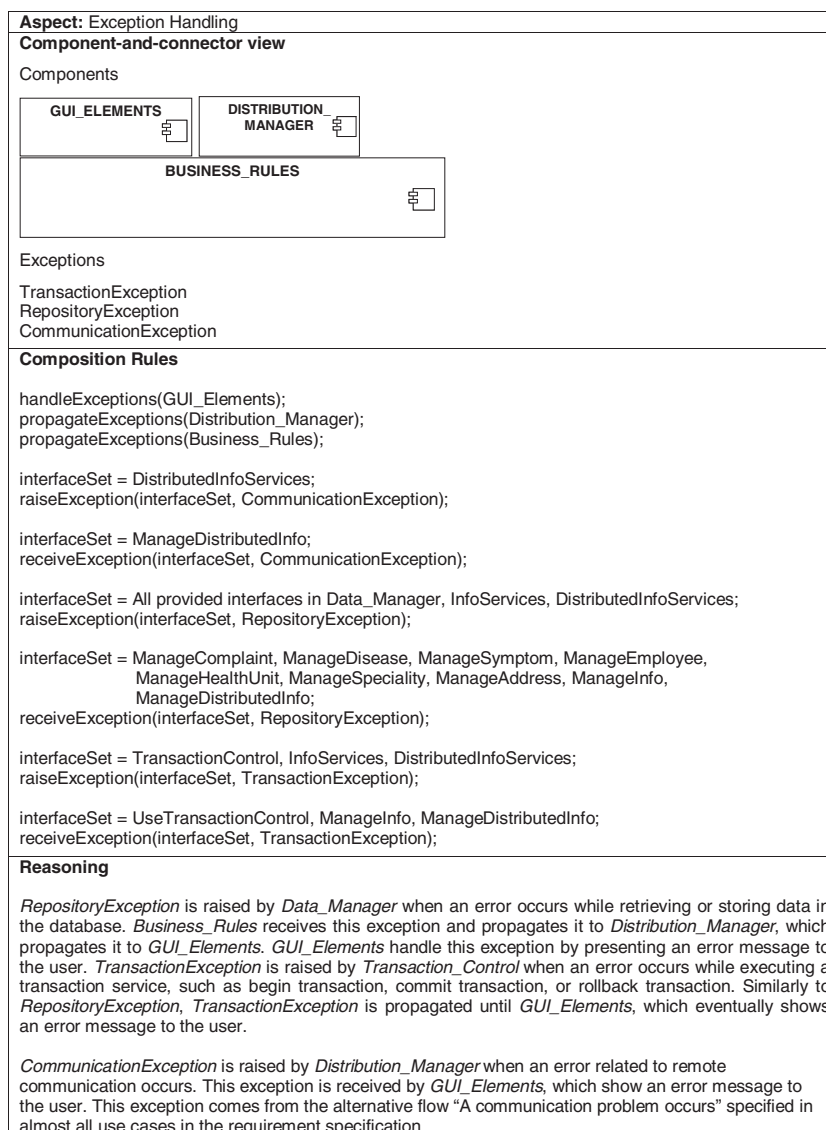 Aspect: Exception Handling
Component-and-connector view
Components
GUI_ELEMENTS
DISTRIBUTION_
MANAGER
BUSINESS_RULES
Exceptions
TransactionException
RepositoryException
CommunicationException
Composition Rules
handleExceptions(GUI_Elements);
propagateExceptions(Distribution_Manager);
propagateExceptions(Business_Rules);
interfaceSet = DistributedInfoServices;
raiseException(interfaceSet, CommunicationException);
interfaceSet = ManageDistributedInfo;
receiveException(interfaceSet, CommunicationException);
interfaceSet = All provided interfaces in Data_Manager, InfoServices, DistributedInfoServices;
raiseException(interfaceSet, RepositoryException);
interfaceSet = ManageComplaint, ManageDisease, ManageSymptom, ManageEmployee,
ManageHealthUnit, ManageSpeciality, ManageAddress, ManageInfo,
ManageDistributedInfo;
receiveException(interfaceSet, RepositoryException);
interfaceSet = TransactionControl, InfoServices, DistributedInfoServices;
raiseException(interfaceSet, TransactionException);
interfaceSet = UseTransactionControl, ManageInfo, ManageDistributedInfo;
receiveException(interfaceSet, TransactionException);
Reasoning
RepositoryException is raised by Data_Manager when an error occurs while retrieving or storing data in
the database. Business_Rules receives this exception and propagates it to Distribution_Manager, which
propagates it to GUI_Elements. GUI_Elements handle this exception by presenting an error message to
the user. TransactionException is raised by Transaction_Control when an error occurs while executing a
transaction service, such as begin transaction, commit transaction, or rollback transaction. Similarly to
RepositoryException, TransactionException is propagated until GUI_Elements, which eventually shows
an error message to the user.
CommunicationException is raised by Distribution_Manager when an error related to remote
communication occurs. This exception is received by GUI_Elements, which show an error message to
the user. This exception comes from the alternative flow “A communication problem occurs” specified in
almost all use cases in the requirement specification.